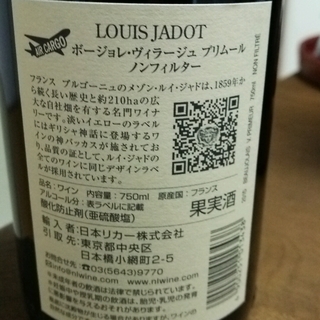 AIR CARGO
LOUIS JADOT
ボージョレ・ヴィラージュ プリムール
ノンフィルター
フランス ブルゴーニュのメゾン・ルイ・ジャドは、1859年か
ら続く長い歴史と約210haの広
大な自社畑を有する名門ワイナ
リーです。淡いイエローのラベル
にはギリシャ神話に登場するワ
インの神バッカスが施されてお
り、品質の証として、ルイ・ジャドの
全てのワインに同じデザインラベ
ルが採用されています。
品名:ワイン 内容量:750ml 原産国:フランス
アルコール分:表ラベルに記載
酸化防止剤(亜硫酸塩)
果実酒
輸入者:日本リカー株式会社
引取先:東京都中央区
日本橋小網町2-5
お問合せ先 ☎03(5643)9770
www.nlwine.com
NON FILTRE